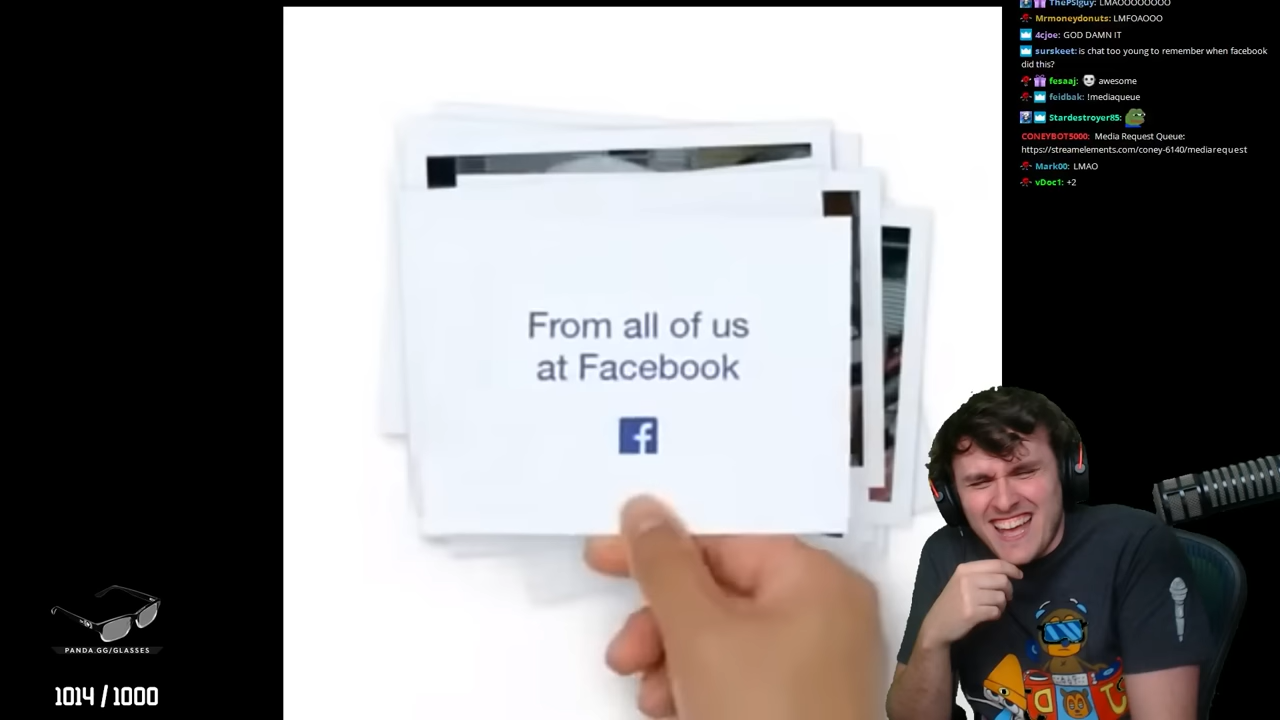 ThePSIguy: LMAOOOOOOOO
Mrmoneydonuts: LMFOAOOO
4cjoe: GOD DAMN IT
surskeet: is chat too young to remember when facebook
did this?
fesaaj: awesome
feidbak: !mediaqueue
Stardestroyer85:
CONEYBOT5000: Media Request Queue:
https://streamelements.com/coney-6140/mediarequest
Mark00: LMAO
vDoc1: +2
From all of us
at Facebook
f
PANDA.GG/GLASSES
1014 / 1000